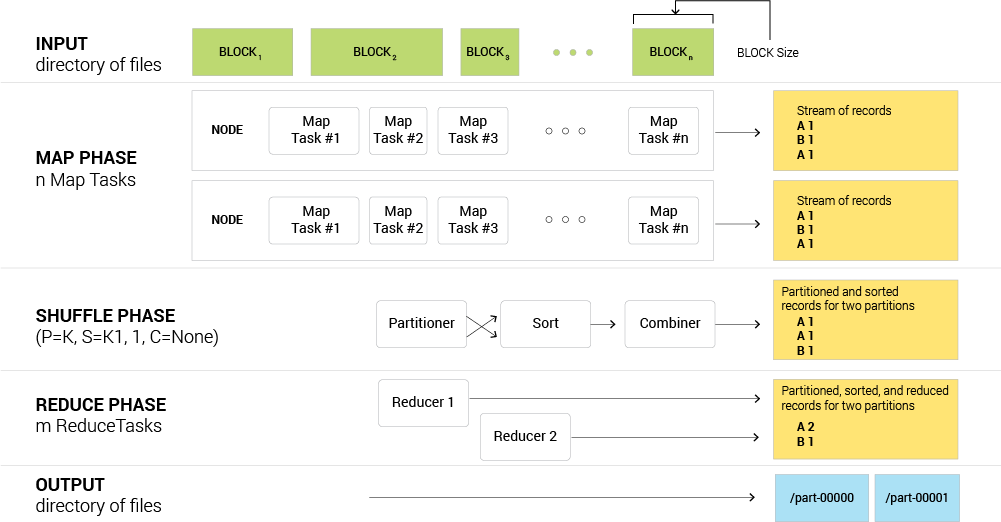 INPUT
directory of files
BLOCK1
BLOCK2
BLOCK3
BLOCKn
BLOCK Size
MAP PHASE
n Map Tasks
NODE
Map
Task #1
Map
Task #2
Map
Task #3
Map
Task #n
Stream of records
A 1
B 1
A 1
NODE
Map
Task #1
Map
Task #2
Map
Task #3
Map
Task #n
Stream of records
A 1
B 1
A 1
SHUFFLE PHASE
(P=K, S=K1, 1, C=None)
Partitioner
Sort
Combiner
Partitioned and sorted
records for two partitions
A 1
A 1
B 1
REDUCE PHASE
m ReduceTasks
Reducer 1
Reducer 2
Partitioned, sorted, and reduced
records for two partitions
A 2
B 1
OUTPUT
directory of files
/part-00000
/part-00001